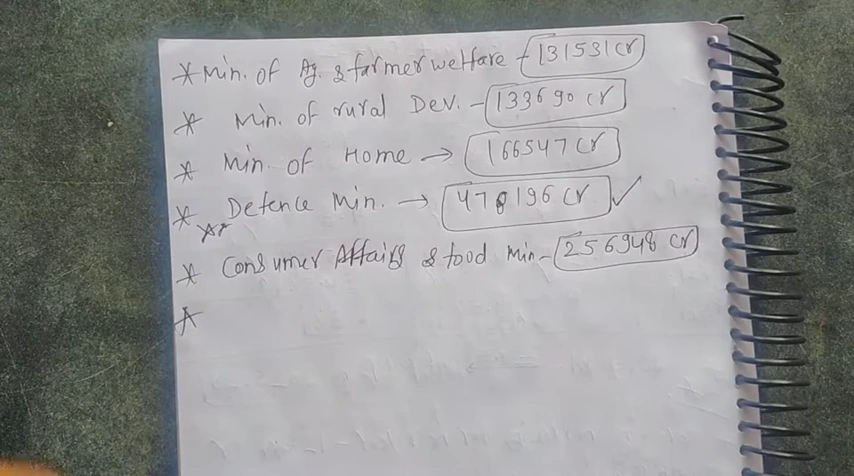 * Min. of Ag. & farmer welfare - 131531 cr
* Min. of rural Dev. - 133690 cr
* Min. of Home → 166547 cr
* Defence Min. → 478196 cr ✓
* Consumer Affairs & food min - 256948 cr
*